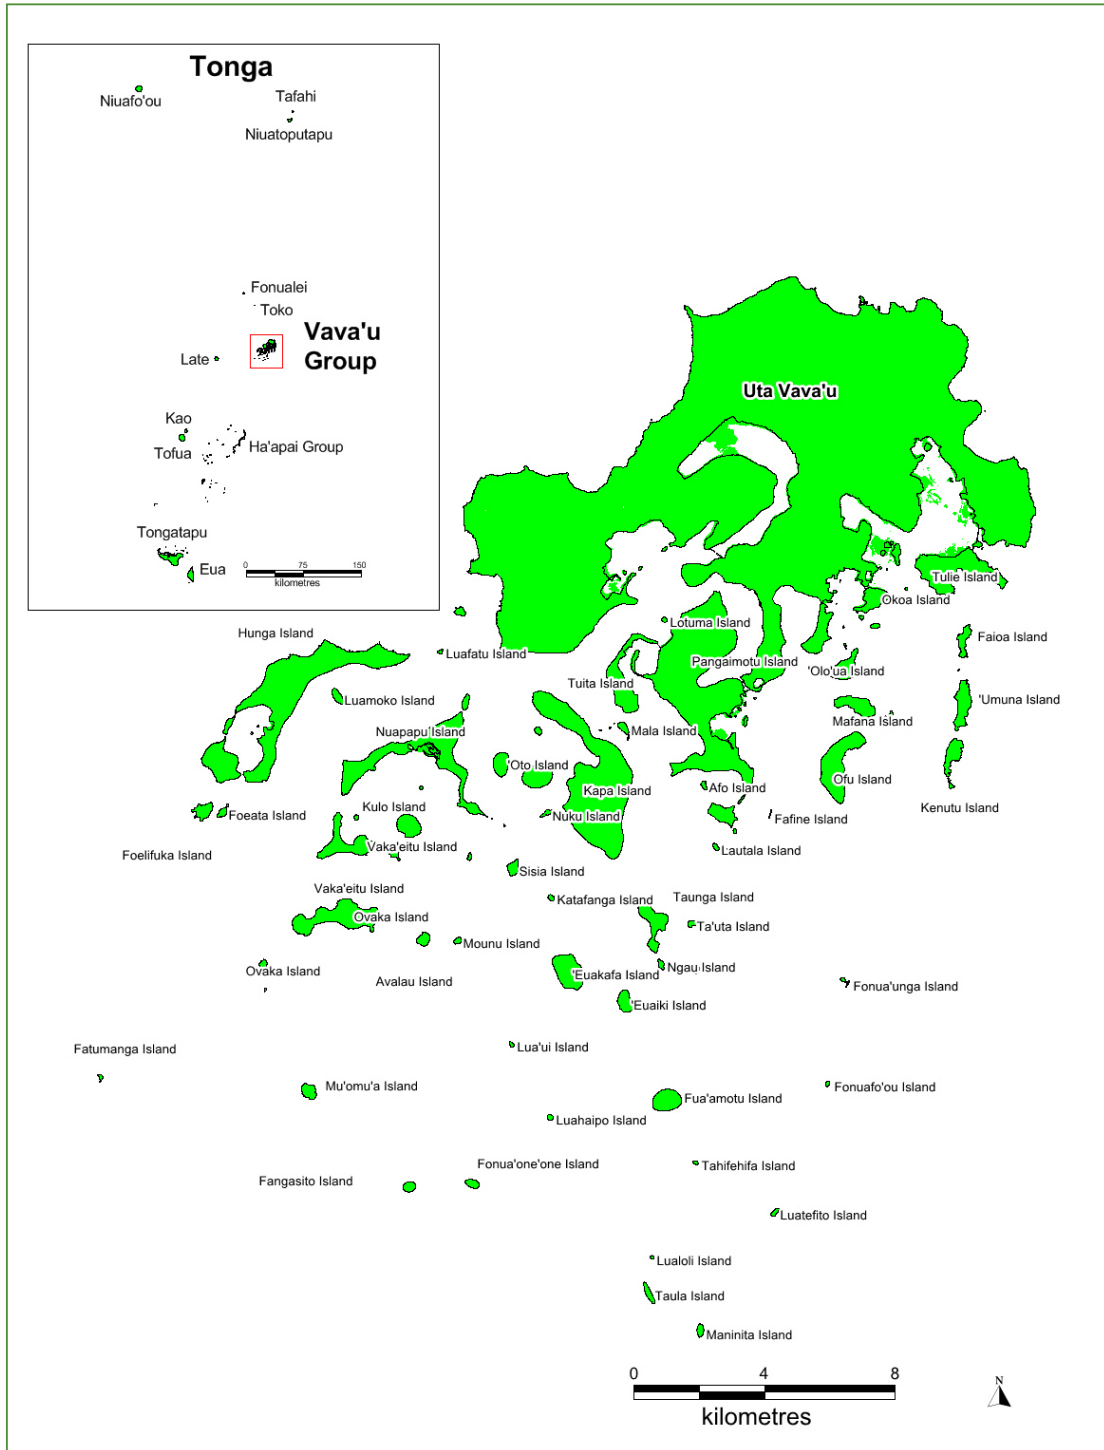 Tonga
Niuafo'ou
Tafahi
Niuatoputapu
Fonualei
Toko
Vava'u
Group
Late
Kao
Tofua
Ha'apai Group
Tongatapu
Eua
0 75 150
kilometres
Uta Vava'u
Tulie Island
Okoa Island
Lotuma Island
Hunga Island
Faioa Island
Luafatu Island
Pangaimotu Island
'Olo'ua Island
Tuita Island
Luamoko Island
'Umuna Island
Mafana Island
Nuapapu Island
Mala Island
'Oto Island
Ofu Island
Kapa Island
Afo Island
Kulo Island
Kenutu Island
Foeata Island
Nuku Island
Fafine Island
Vaka'eitu Island
Lautala Island
Foelifuka Island
Sisia Island
Vaka'eitu Island
Katafanga Island
Taunga Island
Ovaka Island
Ta'uta Island
Mounu Island
Ngau Island
Ovaka Island
'Euakafa Island
Avalau Island
Fonua'unga Island
'Euaiki Island
Lua'ui Island
Fatumanga Island
Mu'omu'a Island
Fonuafo'ou Island
Fua'amotu Island
Luahaipo Island
Fonua'one'one Island
Tahifehifa Island
Fangasito Island
Luatefito Island
Lualoli Island
Taula Island
Maninita Island
0 4 8
kilometres
N